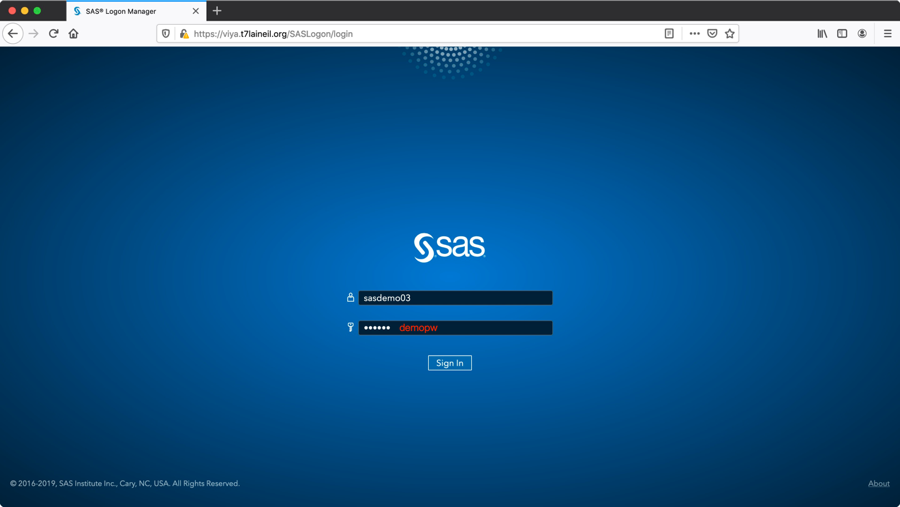 SAS® Logon Manager
https://viya.t7laineil.org/SASLogon/login
sas
sasdemo03
•••••• demopw
Sign In
© 2016-2019, SAS Institute Inc., Cary, NC, USA. All Rights Reserved.
About